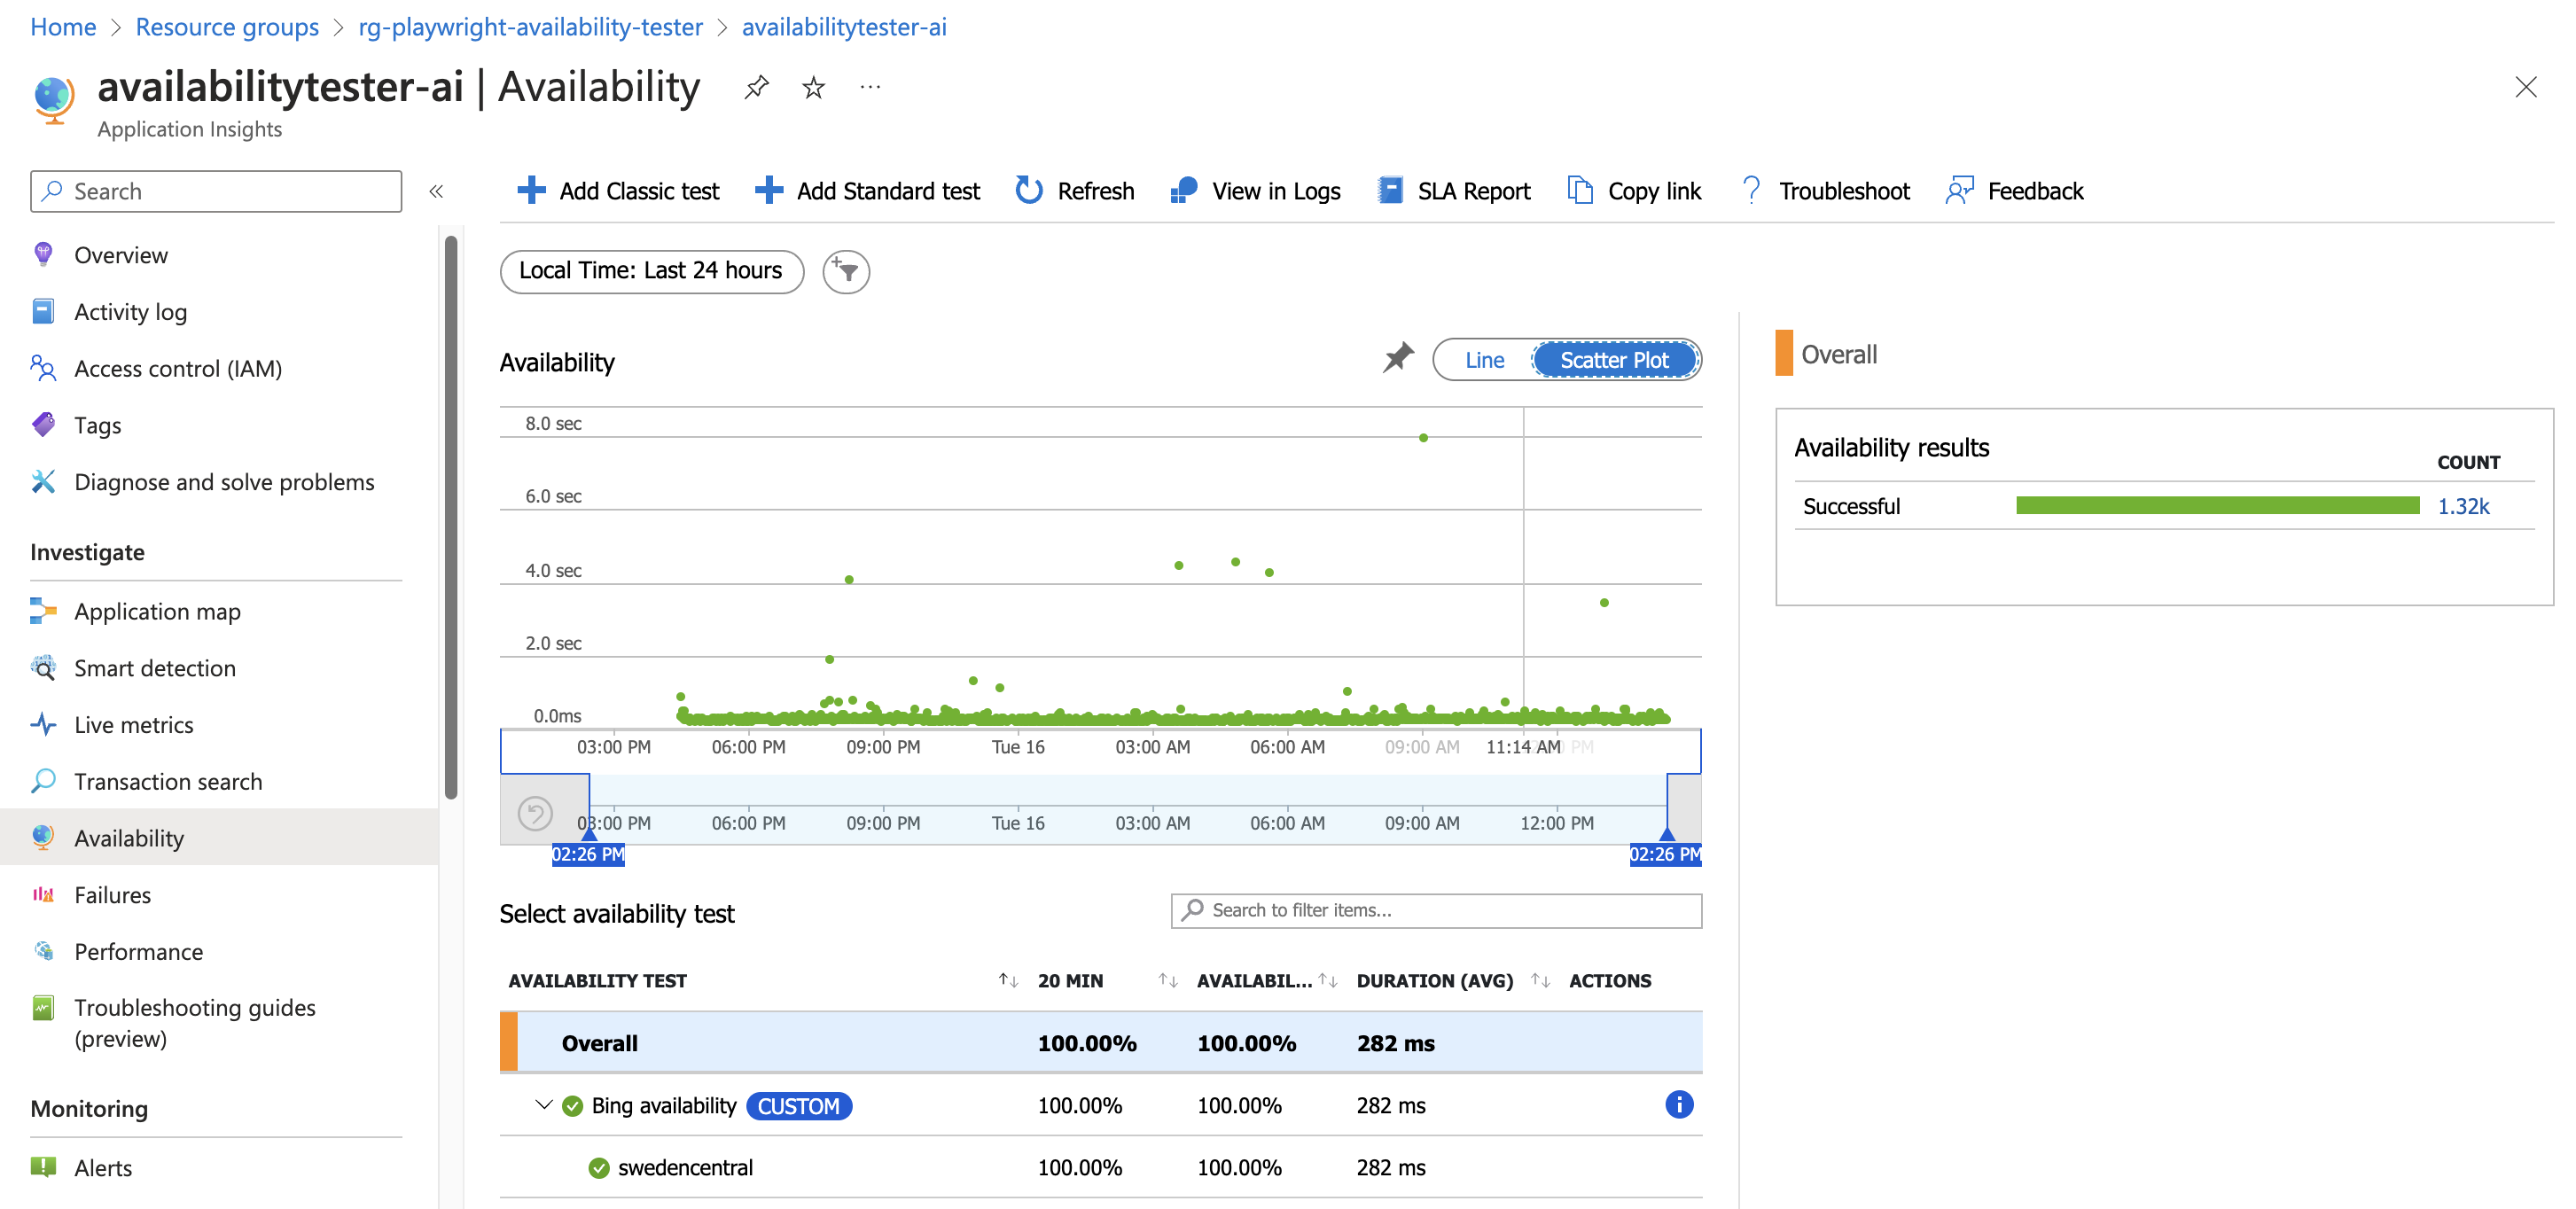 Home > Resource groups > rg-playwright-availability-tester > availabilitytester-ai
availabilitytester-ai | Availability
Application Insights
Search
Overview
Activity log
Access control (IAM)
Tags
Diagnose and solve problems
Investigate
Application map
Smart detection
Live metrics
Transaction search
Availability
Failures
Performance
Troubleshooting guides
(preview)
Monitoring
Alerts
Add Classic test
Add Standard test
Refresh
View in Logs
SLA Report
Copy link
Troubleshoot
Feedback
Local Time: Last 24 hours
Availability
Line
Scatter Plot
8.0 sec
6.0 sec
4.0 sec
2.0 sec
0.0ms
03:00 PM 06:00 PM 09:00 PM Tue 16 03:00 AM 06:00 AM 09:00 AM 11:14 AM PM
03:00 PM 06:00 PM 09:00 PM Tue 16 03:00 AM 06:00 AM 09:00 AM 12:00 PM
02:26 PM 02:26 PM
Select availability test
Search to filter items...
AVAILABILITY TEST 20 MIN AVAILABIL... DURATION (AVG) ACTIONS
Overall 100.00% 100.00% 282 ms
Bing availability CUSTOM 100.00% 100.00% 282 ms
swedencentral 100.00% 100.00% 282 ms
Overall
Availability results
COUNT
Successful 1.32k